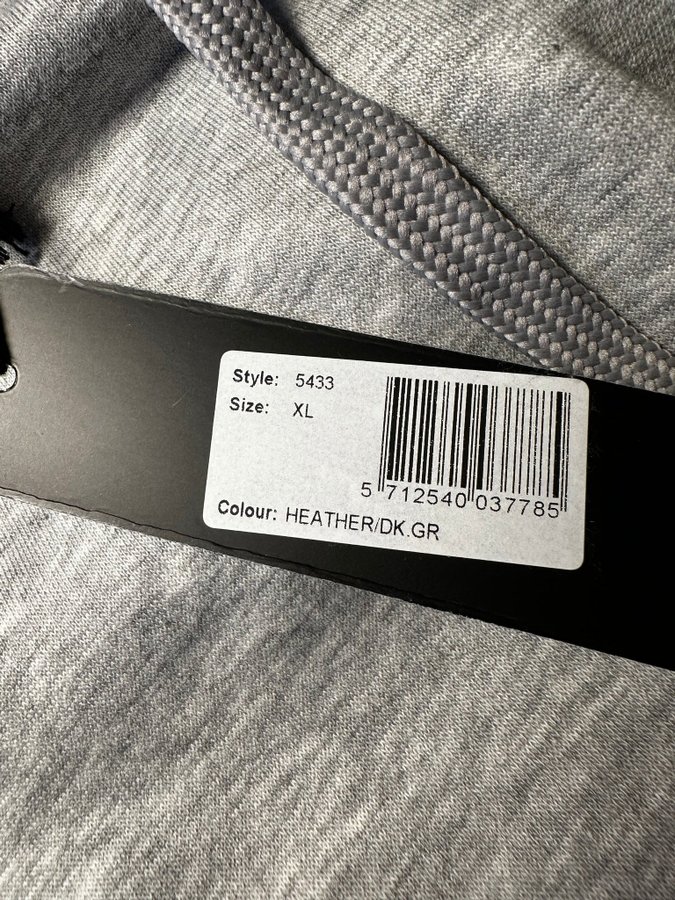 Style: 5433
Size: XL
5 712540 037785
Colour: HEATHER/DK.GR